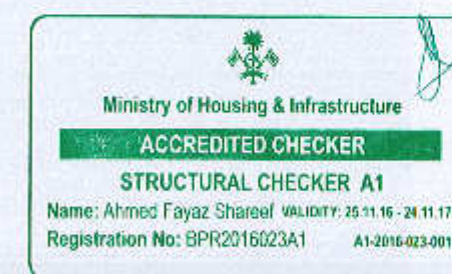 Ministry of Housing & Infrastructure
ACCREDITED CHECKER
STRUCTURAL CHECKER A1
Name: Ahmed Fayaz Shareef VALIDITY: 25.11.16 - 24.11.17
Registration No: BPR2016023A1 A1-2016-023-001